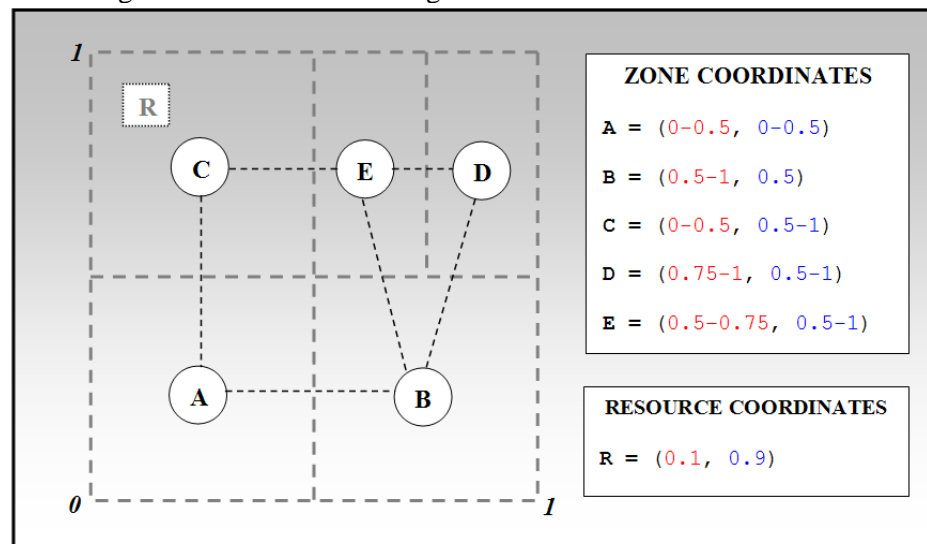 1
R
C
E
D
A
B
0
1
ZONE COORDINATES
A = (0-0.5, 0-0.5)
B = (0.5-1, 0.5)
C = (0-0.5, 0.5-1)
D = (0.75-1, 0.5-1)
E = (0.5-0.75, 0.5-1)
RESOURCE COORDINATES
R = (0.1, 0.9)